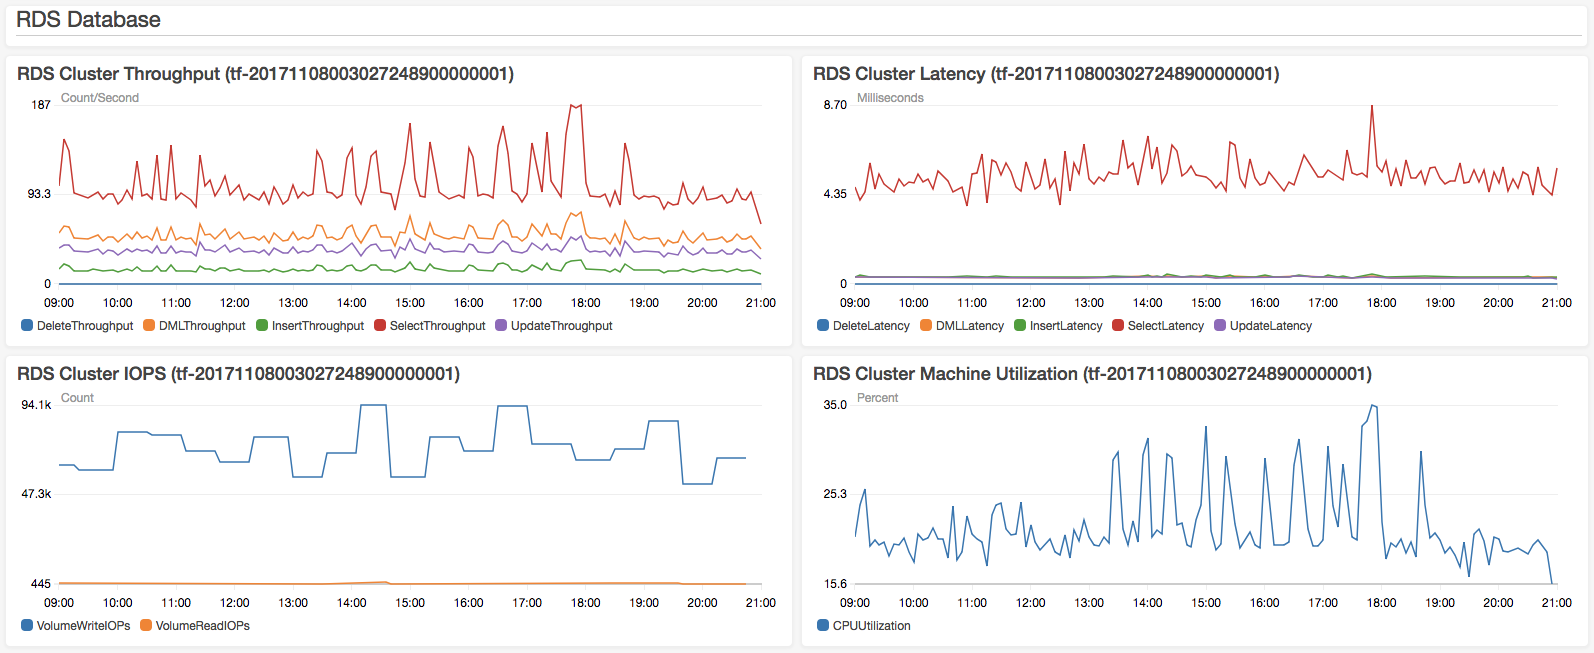 RDS Database
RDS Cluster Throughput (tf-20171108003027248900000001)
Count/Second
187
93.3
0
09:00 10:00 11:00 12:00 13:00 14:00 15:00 16:00 17:00 18:00 19:00 20:00 21:00
DeleteThroughput DMLThroughput InsertThroughput SelectThroughput UpdateThroughput
RDS Cluster Latency (tf-20171108003027248900000001)
Milliseconds
8.70
4.35
0
09:00 10:00 11:00 12:00 13:00 14:00 15:00 16:00 17:00 18:00 19:00 20:00 21:00
DeleteLatency DMLLatency InsertLatency SelectLatency UpdateLatency
RDS Cluster IOPS (tf-20171108003027248900000001)
Count
94.1k
47.3k
445
09:00 10:00 11:00 12:00 13:00 14:00 15:00 16:00 17:00 18:00 19:00 20:00 21:00
VolumeWriteIOPs VolumeReadIOPs
RDS Cluster Machine Utilization (tf-20171108003027248900000001)
Percent
35.0
25.3
15.6
09:00 10:00 11:00 12:00 13:00 14:00 15:00 16:00 17:00 18:00 19:00 20:00 21:00
CPUUtilization